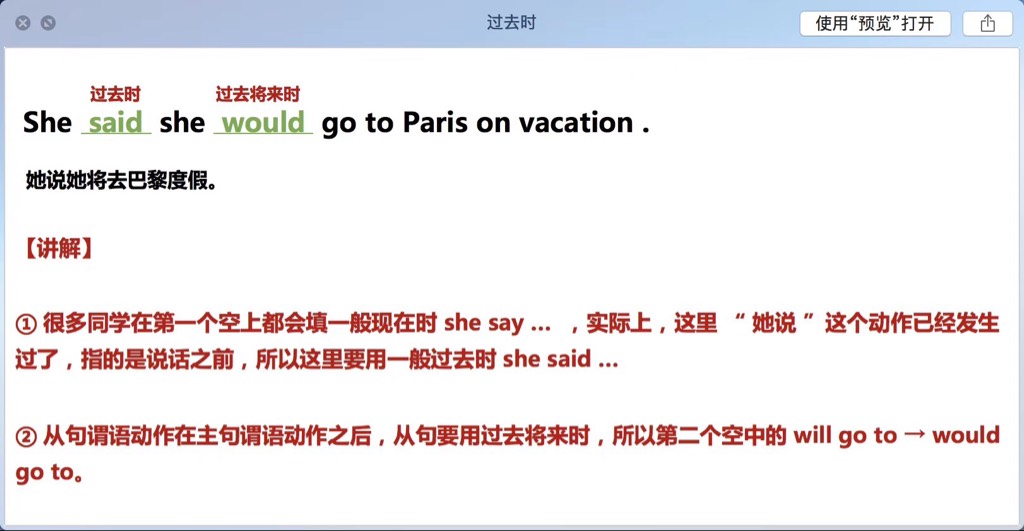 过去时
使用“预览”打开
过去时 过去将来时
She said she would go to Paris on vacation .
她说她将去巴黎度假。
【讲解】
① 很多同学在第一个空上都会填一般现在时 she say ... ，实际上，这里 “ 她说 ” 这个动作已经发生
过了，指的是说话之前，所以这里要用一般过去时 she said ...
② 从句谓语动作在主句谓语动作之后，从句要用过去将来时，所以第二个空中的 will go to → would
go to。